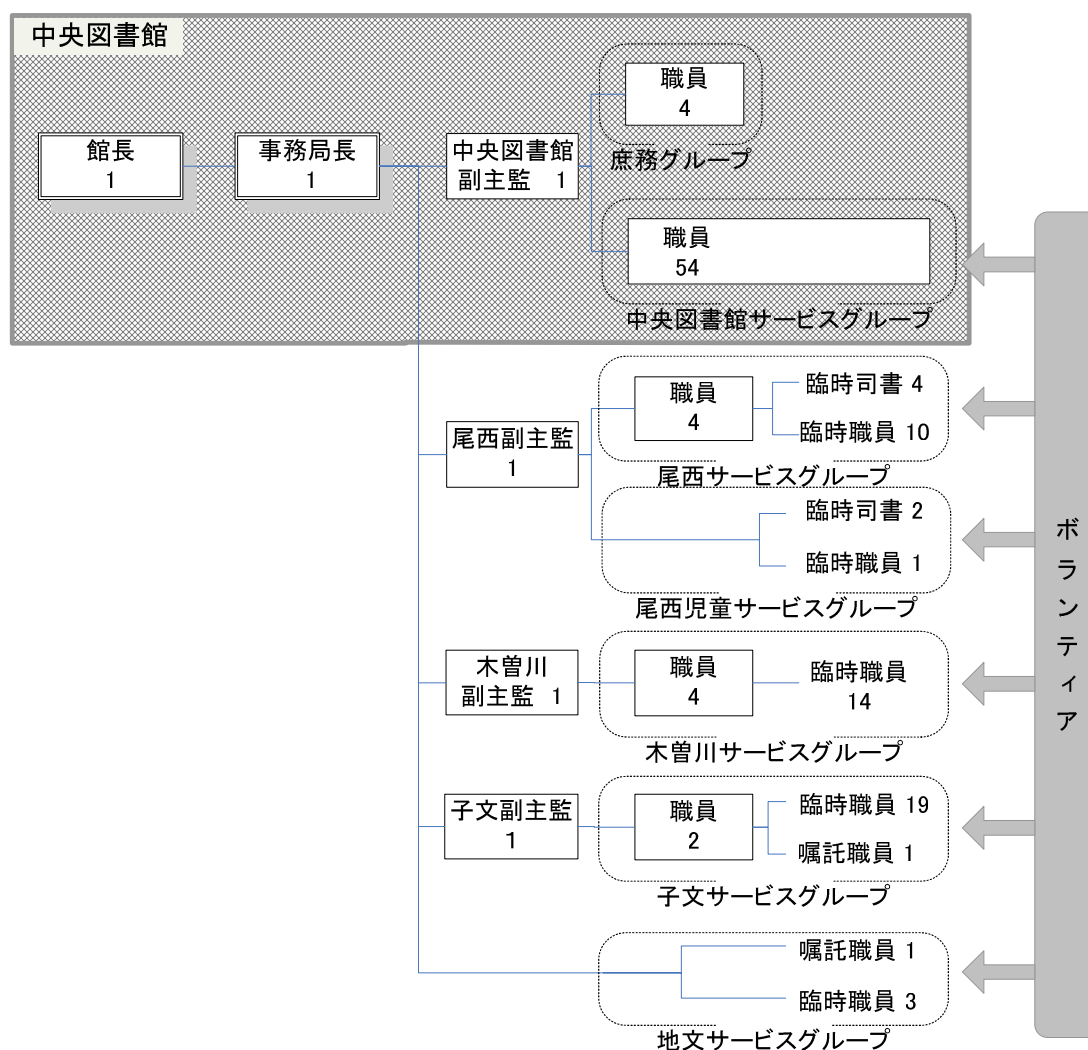 中央図書館
館長
1
事務局長
1
中央図書館
副主監 1
職員
4
庶務グループ
職員
54
中央図書館サービスグループ
尾西副主監
1
職員
4
臨時司書 4
臨時職員 10
尾西サービスグループ
臨時司書 2
臨時職員 1
尾西児童サービスグループ
木曽川
副主監 1
職員
4
臨時職員
14
木曽川サービスグループ
子文副主監
1
職員
2
臨時職員 19
嘱託職員 1
子文サービスグループ
嘱託職員 1
臨時職員 3
地文サービスグループ
ボランティア